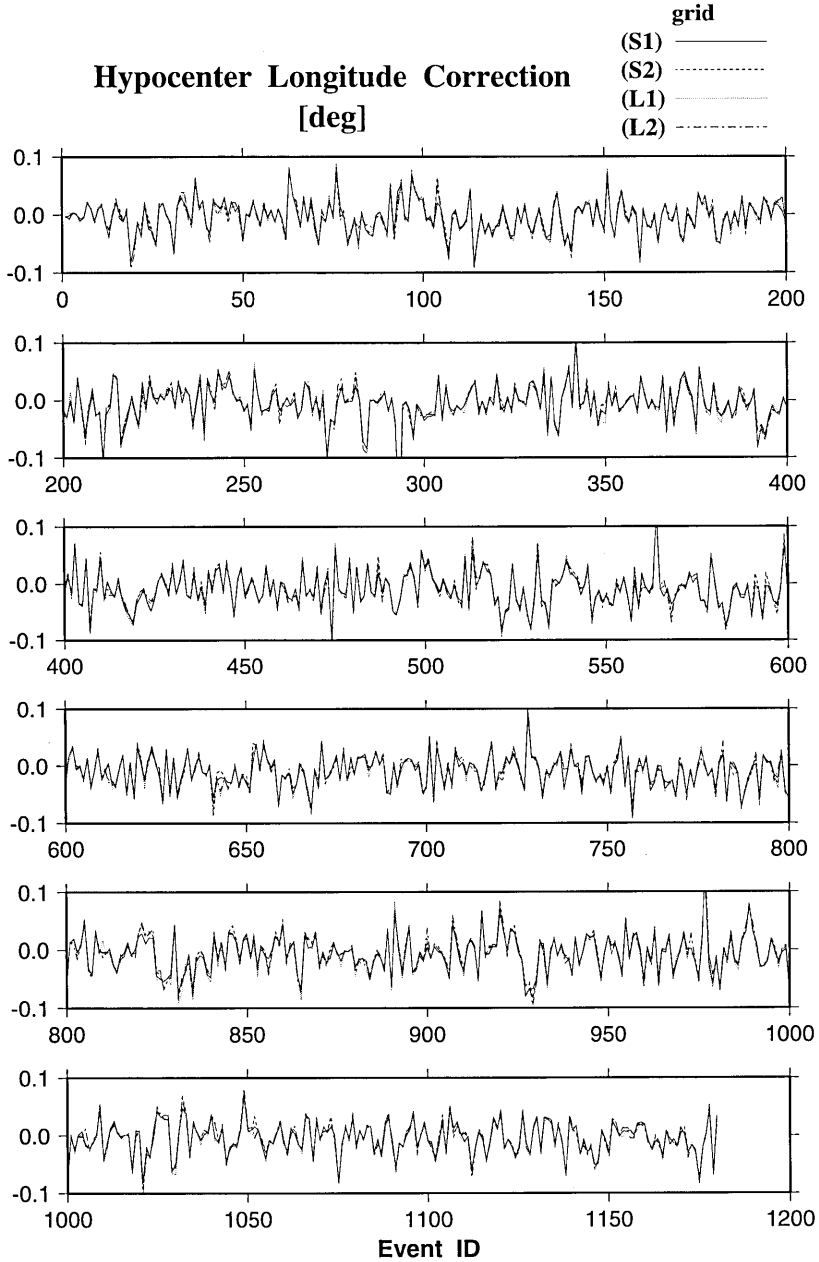 grid
(S1)
(S2)
(L1)
(L2)
Hypocenter Longitude Correction
[deg]
0.1
0.0
-0.1
0 50 100 150 200
0.1
0.0
-0.1
200 250 300 350 400
0.1
0.0
-0.1
400 450 500 550 600
0.1
0.0
-0.1
600 650 700 750 800
0.1
0.0
-0.1
800 850 900 950 1000
0.1
0.0
-0.1
1000 1050 1100 1150 1200
Event ID